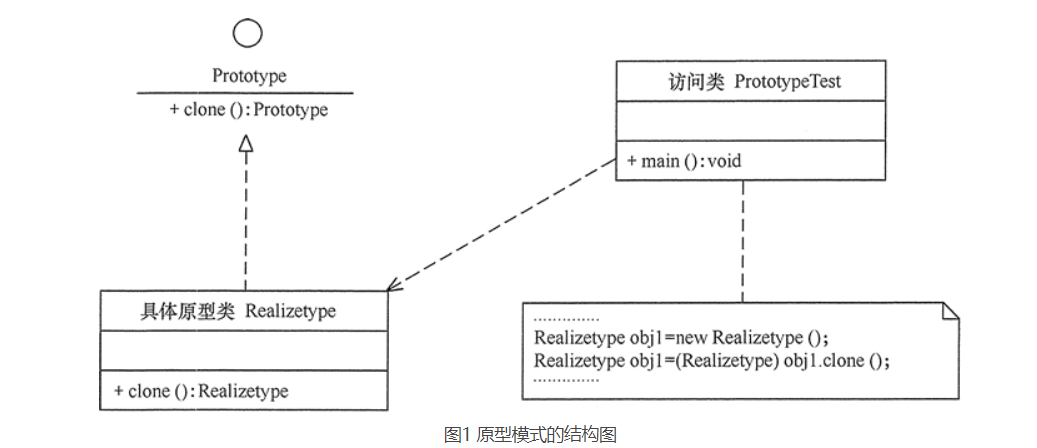 Prototype
+ clone ():Prototype
访问类 PrototypeTest
+ main ():void
具体原型类 Realizetype
+ clone ():Realizetype
..............
Realizetype obj1=new Realizetype ();
Realizetype obj1=(Realizetype) obj1.clone ();
..............
图1 原型模式的结构图